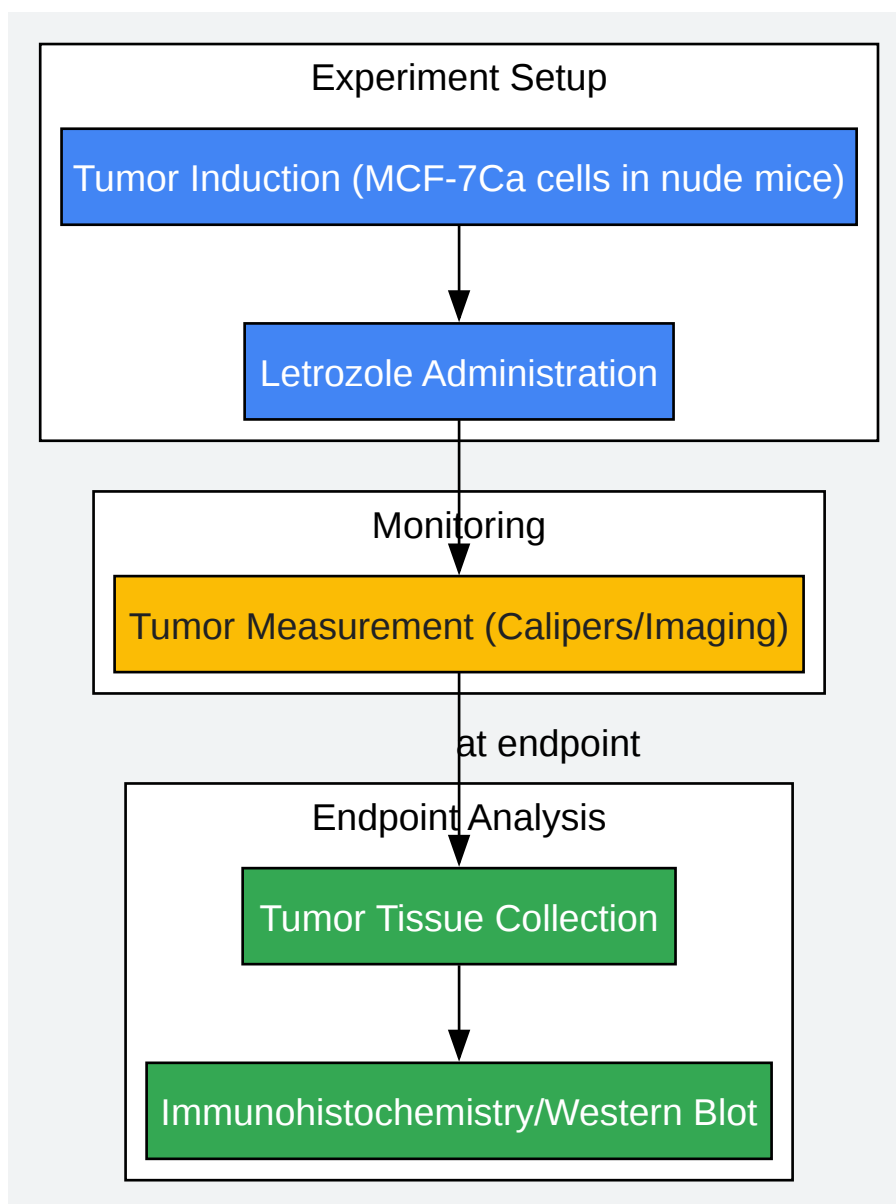 Experiment Setup
Tumor Induction (MCF-7Ca cells in nude mice)
Letrozole Administration
Monitoring
Tumor Measurement (Calipers/Imaging)
at endpoint
Endpoint Analysis
Tumor Tissue Collection
Immunohistochemistry/Western Blot